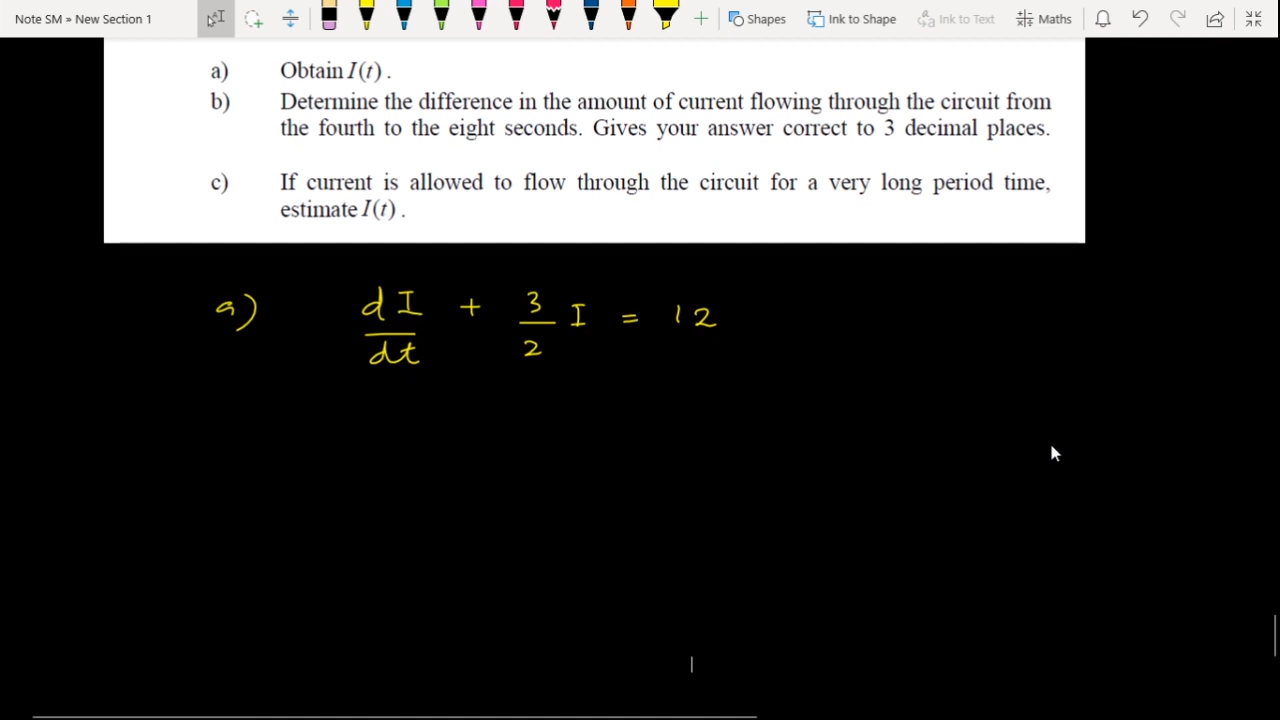 Note SM » New Section 1
Shapes
Ink to Shape
Ink to Text
Maths
a) Obtain I(t) .
b) Determine the difference in the amount of current flowing through the circuit from
the fourth to the eight seconds. Gives your answer correct to 3 decimal places.
c) If current is allowed to flow through the circuit for a very long period time,
estimate I(t) .
a) dI/dt + 3/2 I = 12